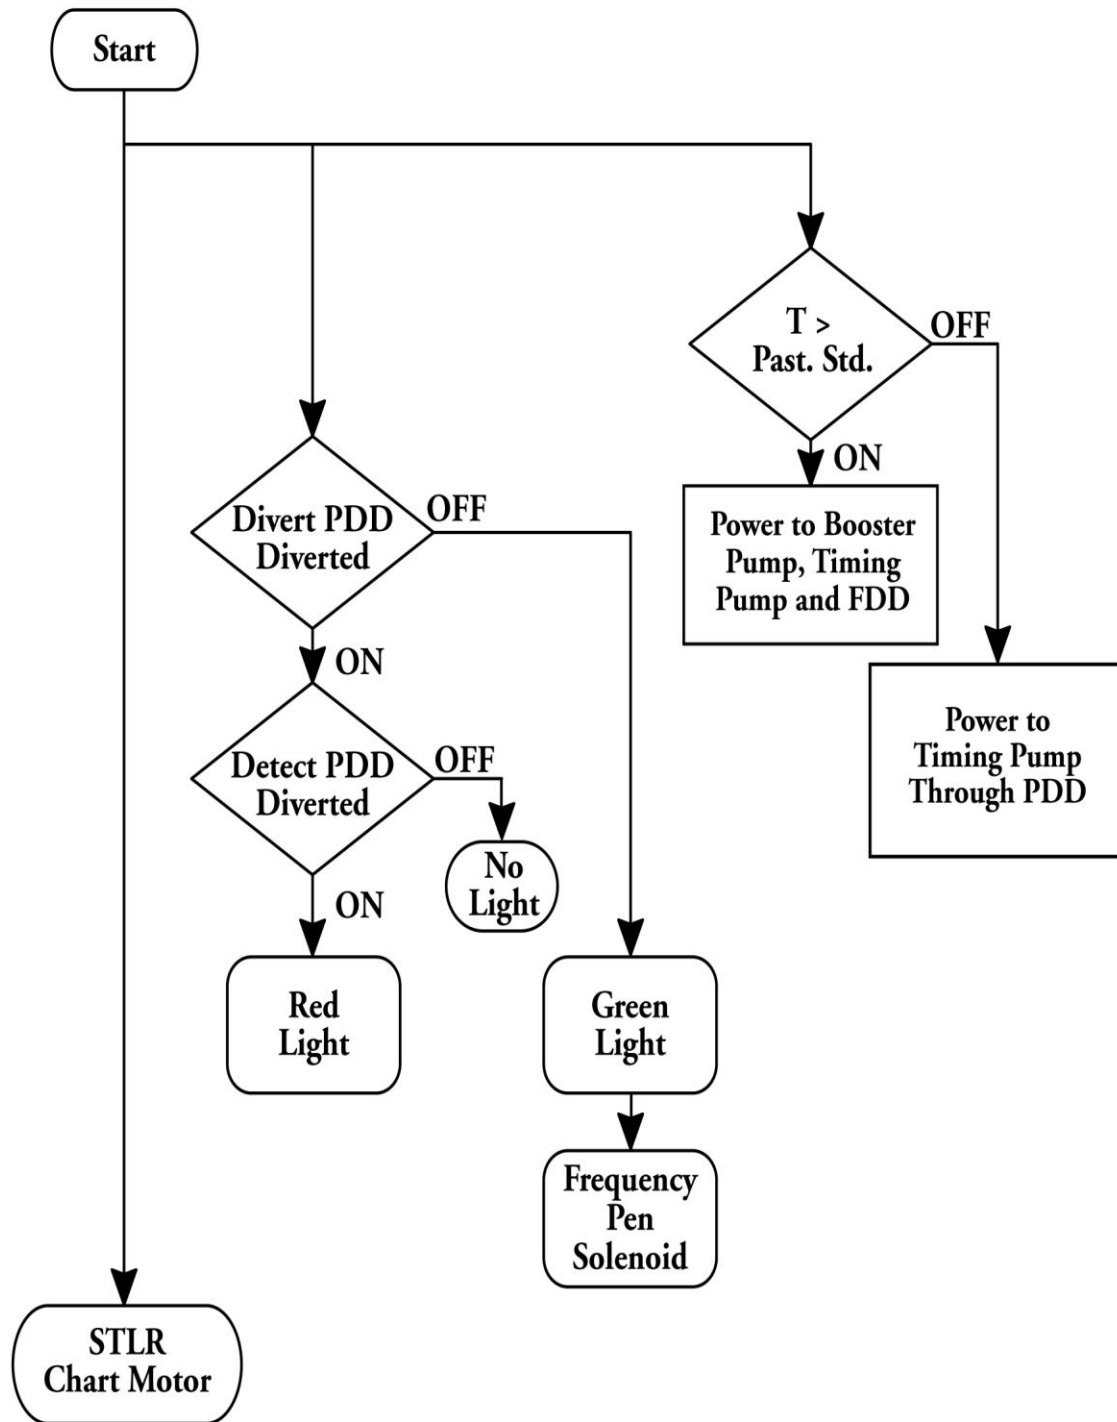 Start
T >
Past. Std.
OFF
ON
Divert PDD
Diverted
OFF
Power to Booster
Pump, Timing
Pump and FDD
ON
Power to
Timing Pump
Through PDD
Detect PDD
Diverted
OFF
No
Light
ON
Red
Light
Green
Light
Frequency
Pen
Solenoid
STLR
Chart Motor